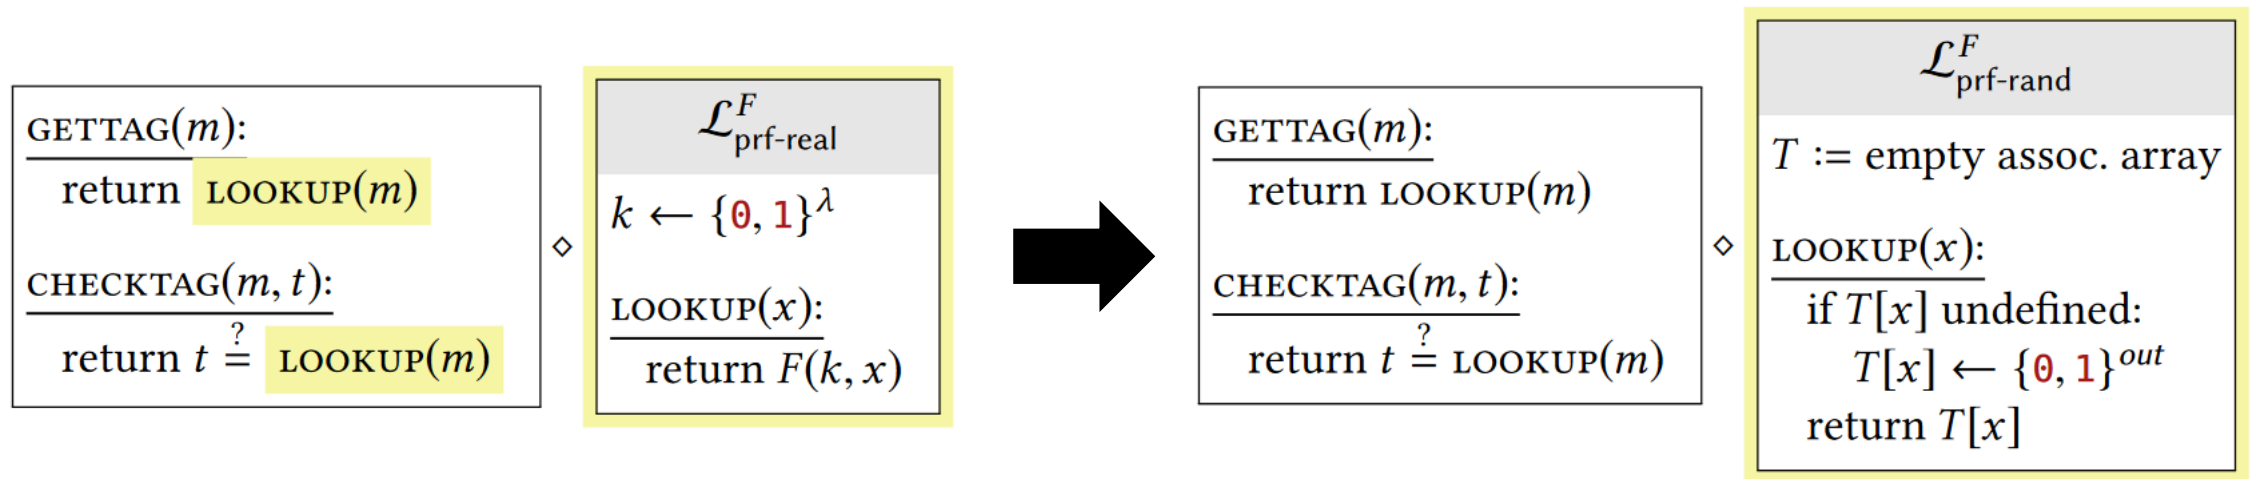 GETTAG(m):
return LOOKUP(m)
CHECKTAG(m, t):
return t ≟ LOOKUP(m)
⋄
ℒ^F_prf-real
k ← {0, 1}^λ
LOOKUP(x):
return F(k, x)
GETTAG(m):
return LOOKUP(m)
CHECKTAG(m, t):
return t ≟ LOOKUP(m)
⋄
ℒ^F_prf-rand
T := empty assoc. array
LOOKUP(x):
if T[x] undefined:
T[x] ← {0, 1}^out
return T[x]